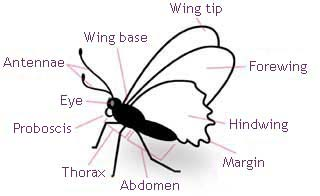 Wing tip
Wing base
Antennae
Forewing
Eye
Proboscis
Hindwing
Margin
Thorax
Abdomen